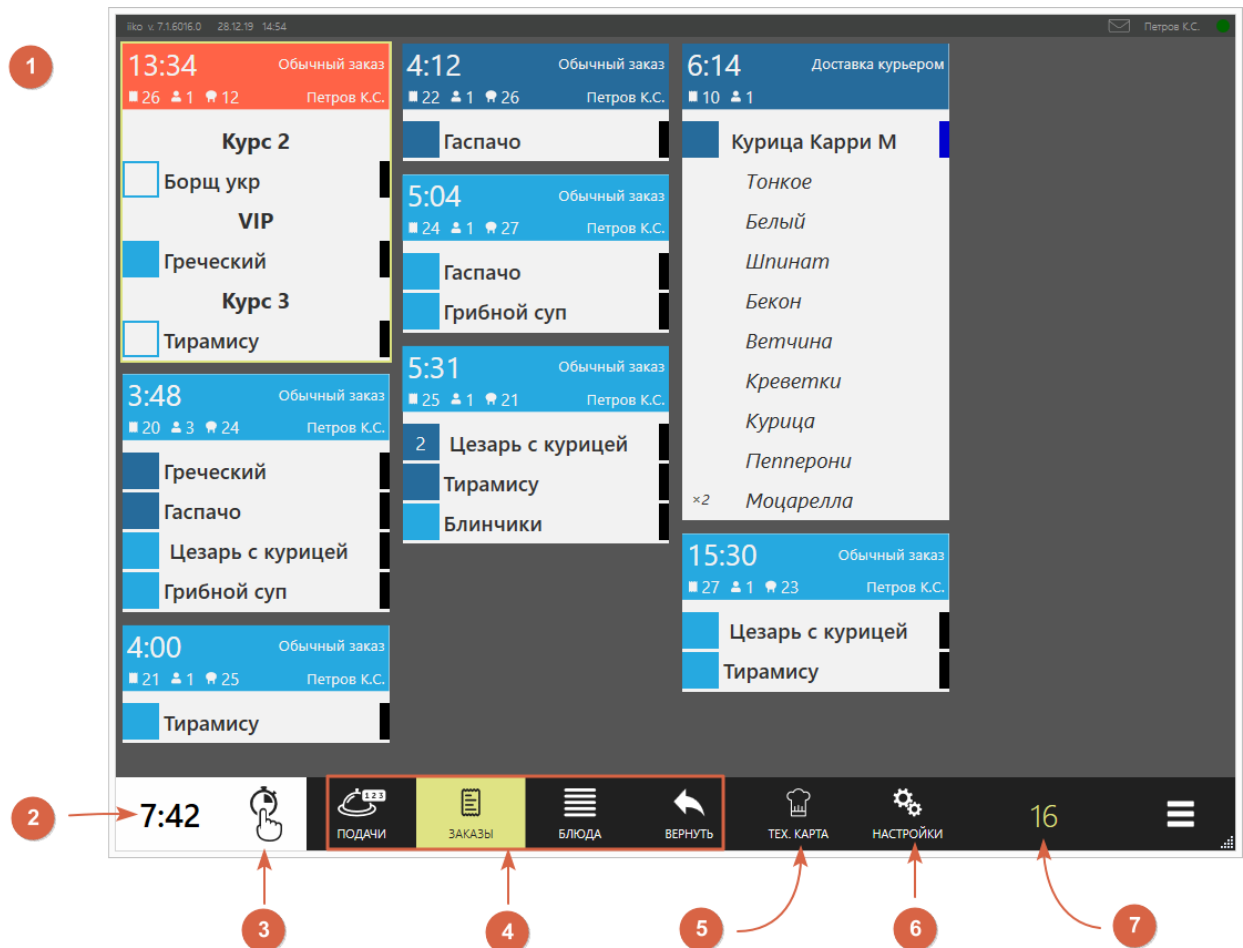 iiko v. 7.1.6016.0 28.12.19 14:54 Петров К.С.
1
13:34 Обычный заказ
26 1 12 Петров К.С.
Курс 2
Борщ укр
VIP
Греческий
Курс 3
Тирамису
3:48 Обычный заказ
20 3 24 Петров К.С.
Греческий
Гаспачо
Цезарь с курицей
Грибной суп
4:00 Обычный заказ
21 1 25 Петров К.С.
Тирамису
4:12 Обычный заказ
22 1 26 Петров К.С.
Гаспачо
5:04 Обычный заказ
24 1 27 Петров К.С.
Гаспачо
Грибной суп
5:31 Обычный заказ
25 1 21 Петров К.С.
2 Цезарь с курицей
Тирамису
Блинчики
6:14 Доставка курьером
10 1
Курица Карри М
Тонкое
Белый
Шпинат
Бекон
Ветчина
Креветки
Курица
Пепперони
×2 Моцарелла
15:30 Обычный заказ
27 1 23 Петров К.С.
Цезарь с курицей
Тирамису
2
7:42
123
ПОДАЧИ
ЗАКАЗЫ
БЛЮДА
ВЕРНУТЬ
ТЕХ. КАРТА
НАСТРОЙКИ
16
3
4
5
6
7